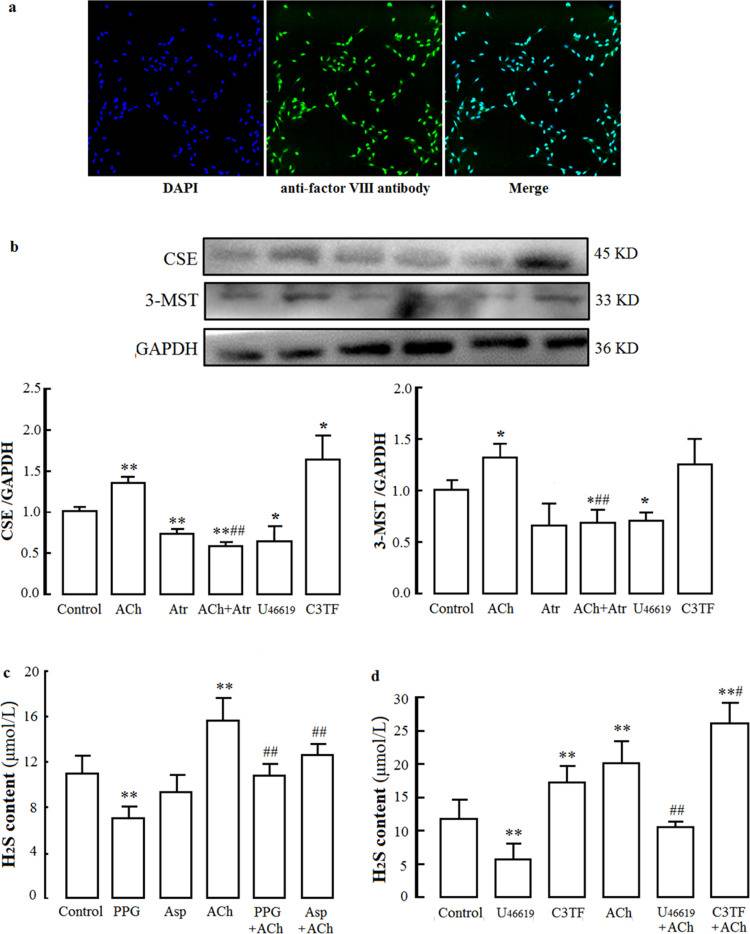 a
DAPI
anti-factor VIII antibody
Merge
b
CSE
45 KD
3-MST
33 KD
GAPDH
36 KD
CSE /GAPDH
2.5
2.0
1.5
1.0
0.5
0.0
**
**
**##
*
*
Control ACh Atr ACh+Atr U46619 C3TF
3-MST /GAPDH
2.0
1.5
1.0
0.5
0.0
*
*##
*
Control ACh Atr ACh+Atr U46619 C3TF
c
H2S content (μmol/L)
20
16
12
8
4
0
**
**
##
##
Control PPG Asp ACh PPG Asp
+ACh +ACh
d
H2S content (μmol/L)
30
25
20
15
10
5
0
**
**
**
##
**#
Control U46619 C3TF ACh U46619 C3TF
+ACh +ACh